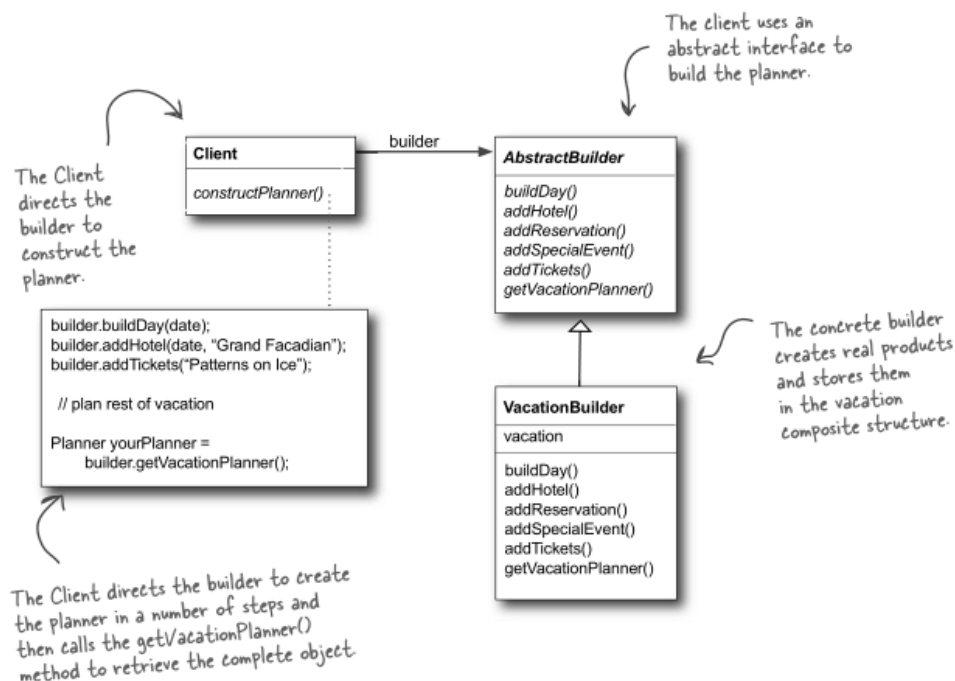 The client uses an
abstract interface to
build the planner.
builder
Client
constructPlanner()
AbstractBuilder
buildDay()
addHotel()
addReservation()
addSpecialEvent()
addTickets()
getVacationPlanner()
The Client
directs the
builder to
construct the
planner.
builder.buildDay(date);
builder.addHotel(date, “Grand Facadian”);
builder.addTickets(“Patterns on Ice”);
// plan rest of vacation
Planner yourPlanner =
builder.getVacationPlanner();
The concrete builder
creates real products
and stores them
in the vacation
composite structure.
VacationBuilder
vacation
buildDay()
addHotel()
addReservation()
addSpecialEvent()
addTickets()
getVacationPlanner()
The Client directs the builder to create
the planner in a number of steps and
then calls the getVacationPlanner()
method to retrieve the complete object.